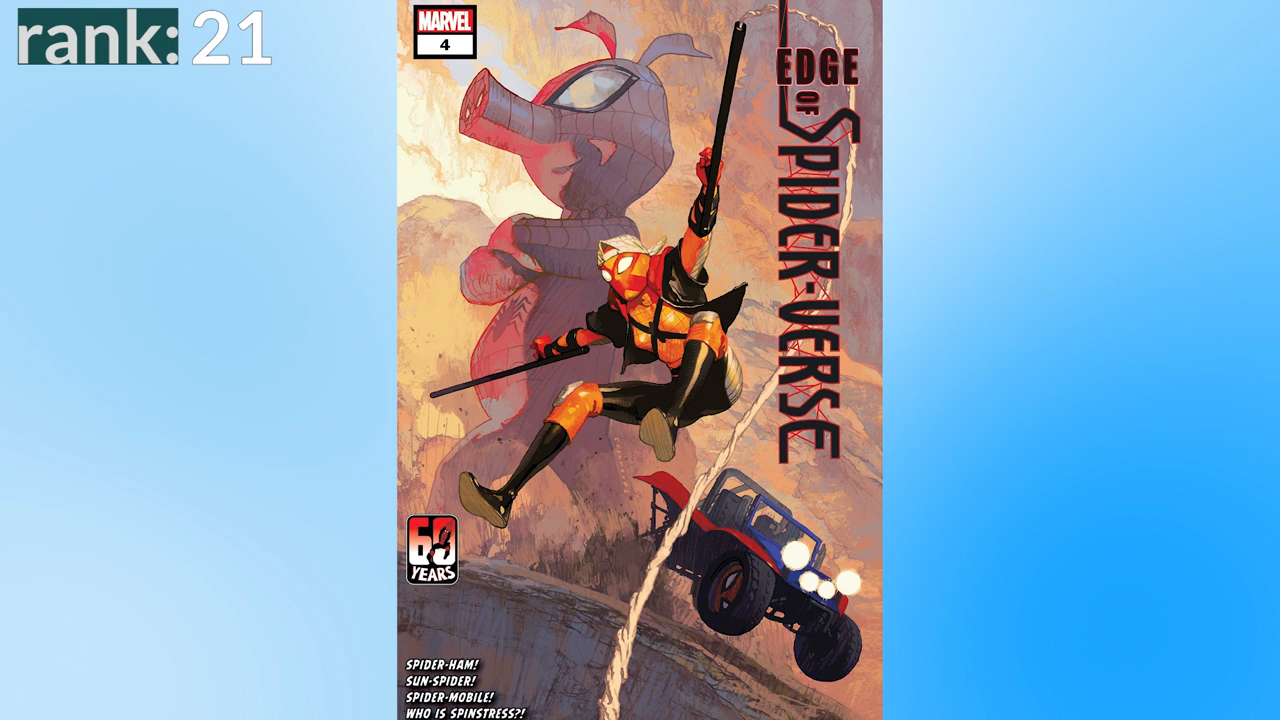 rank: 21
MARVEL
4
EDGE
OF
SPIDER-VERSE
60
YEARS
SPIDER-HAM!
SUN-SPIDER!
SPIDER-MOBILE!
WHO IS SPINSTRESS?!